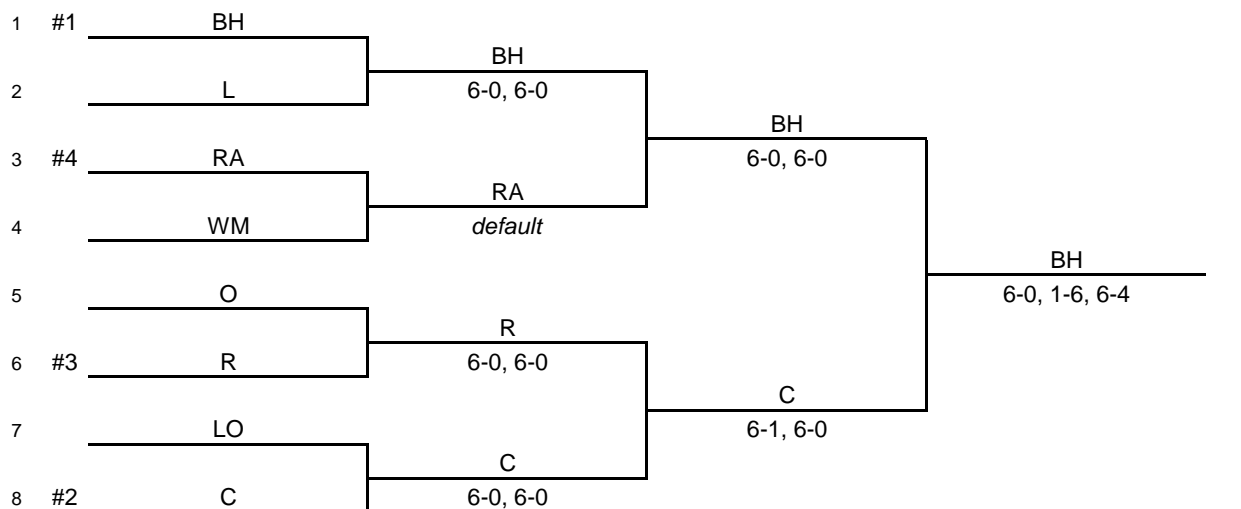 1 #1 BH
BH
2 L 6-0, 6-0
BH
3 #4 RA 6-0, 6-0
RA
4 WM default
BH
5 O 6-0, 1-6, 6-4
R
6 #3 R 6-0, 6-0
C
7 LO 6-1, 6-0
C
8 #2 C 6-0, 6-0